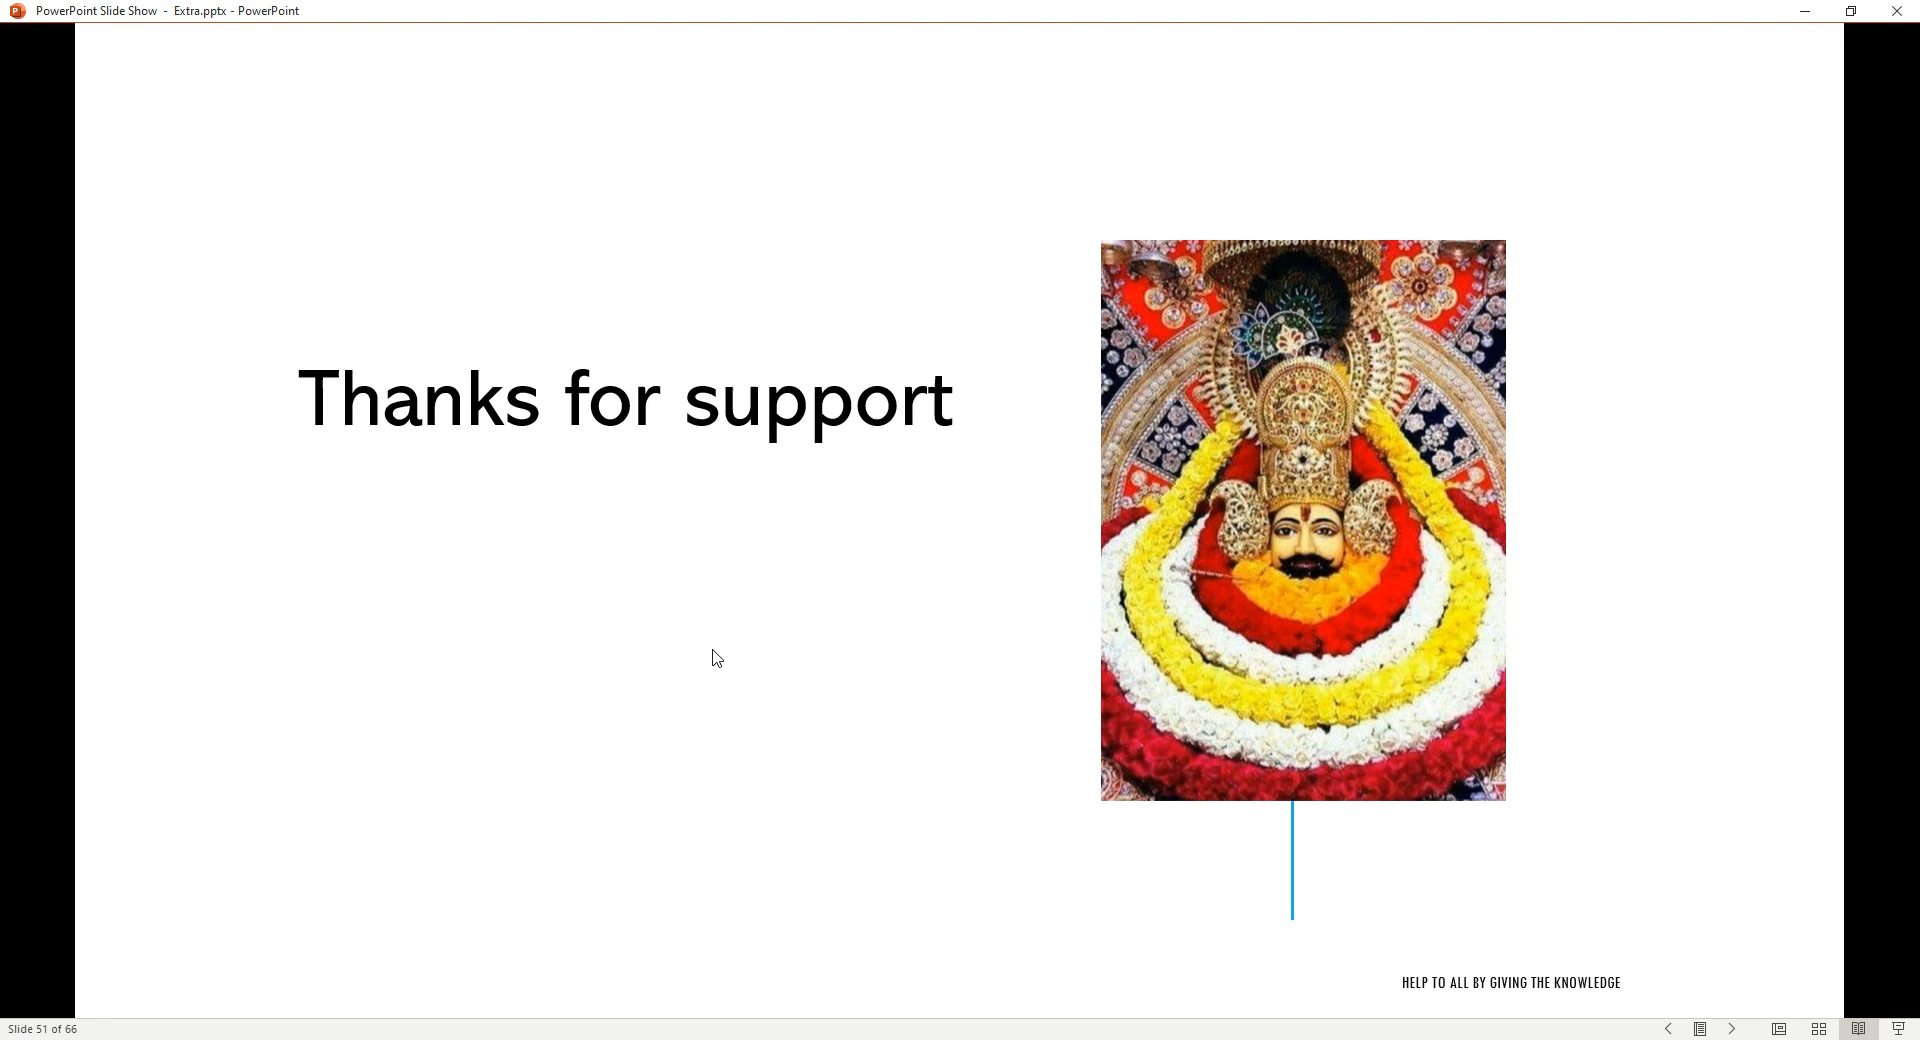 PowerPoint Slide Show - Extra.pptx - PowerPoint
Thanks for support
HELP TO ALL BY GIVING THE KNOWLEDGE
Slide 51 of 66